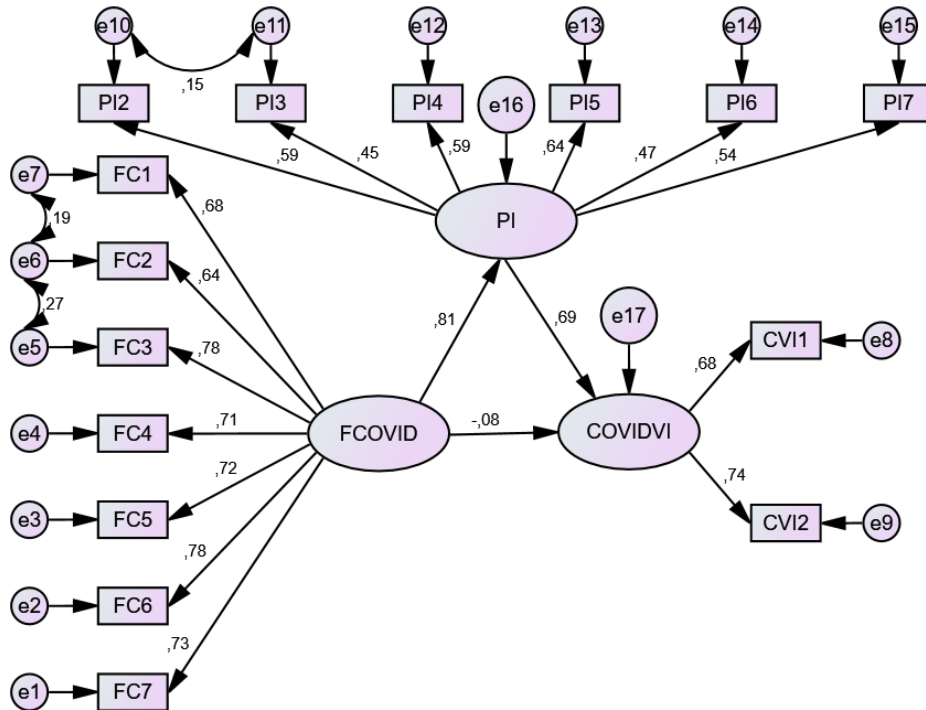 e10
e11
e12
e13
e14
e15
,15
PI2
PI3
PI4
e16
PI5
PI6
PI7
,59
,45
,59
,64
,47
,54
e7
FC1
,19
,68
PI
e6
FC2
,27
,64
,81
,69
e17
e5
FC3
,78
CVI1
e8
,68
e4
FC4
,71
FCOVID
-,08
COVIDVI
,72
,74
e3
FC5
CVI2
e9
,78
e2
FC6
,73
e1
FC7